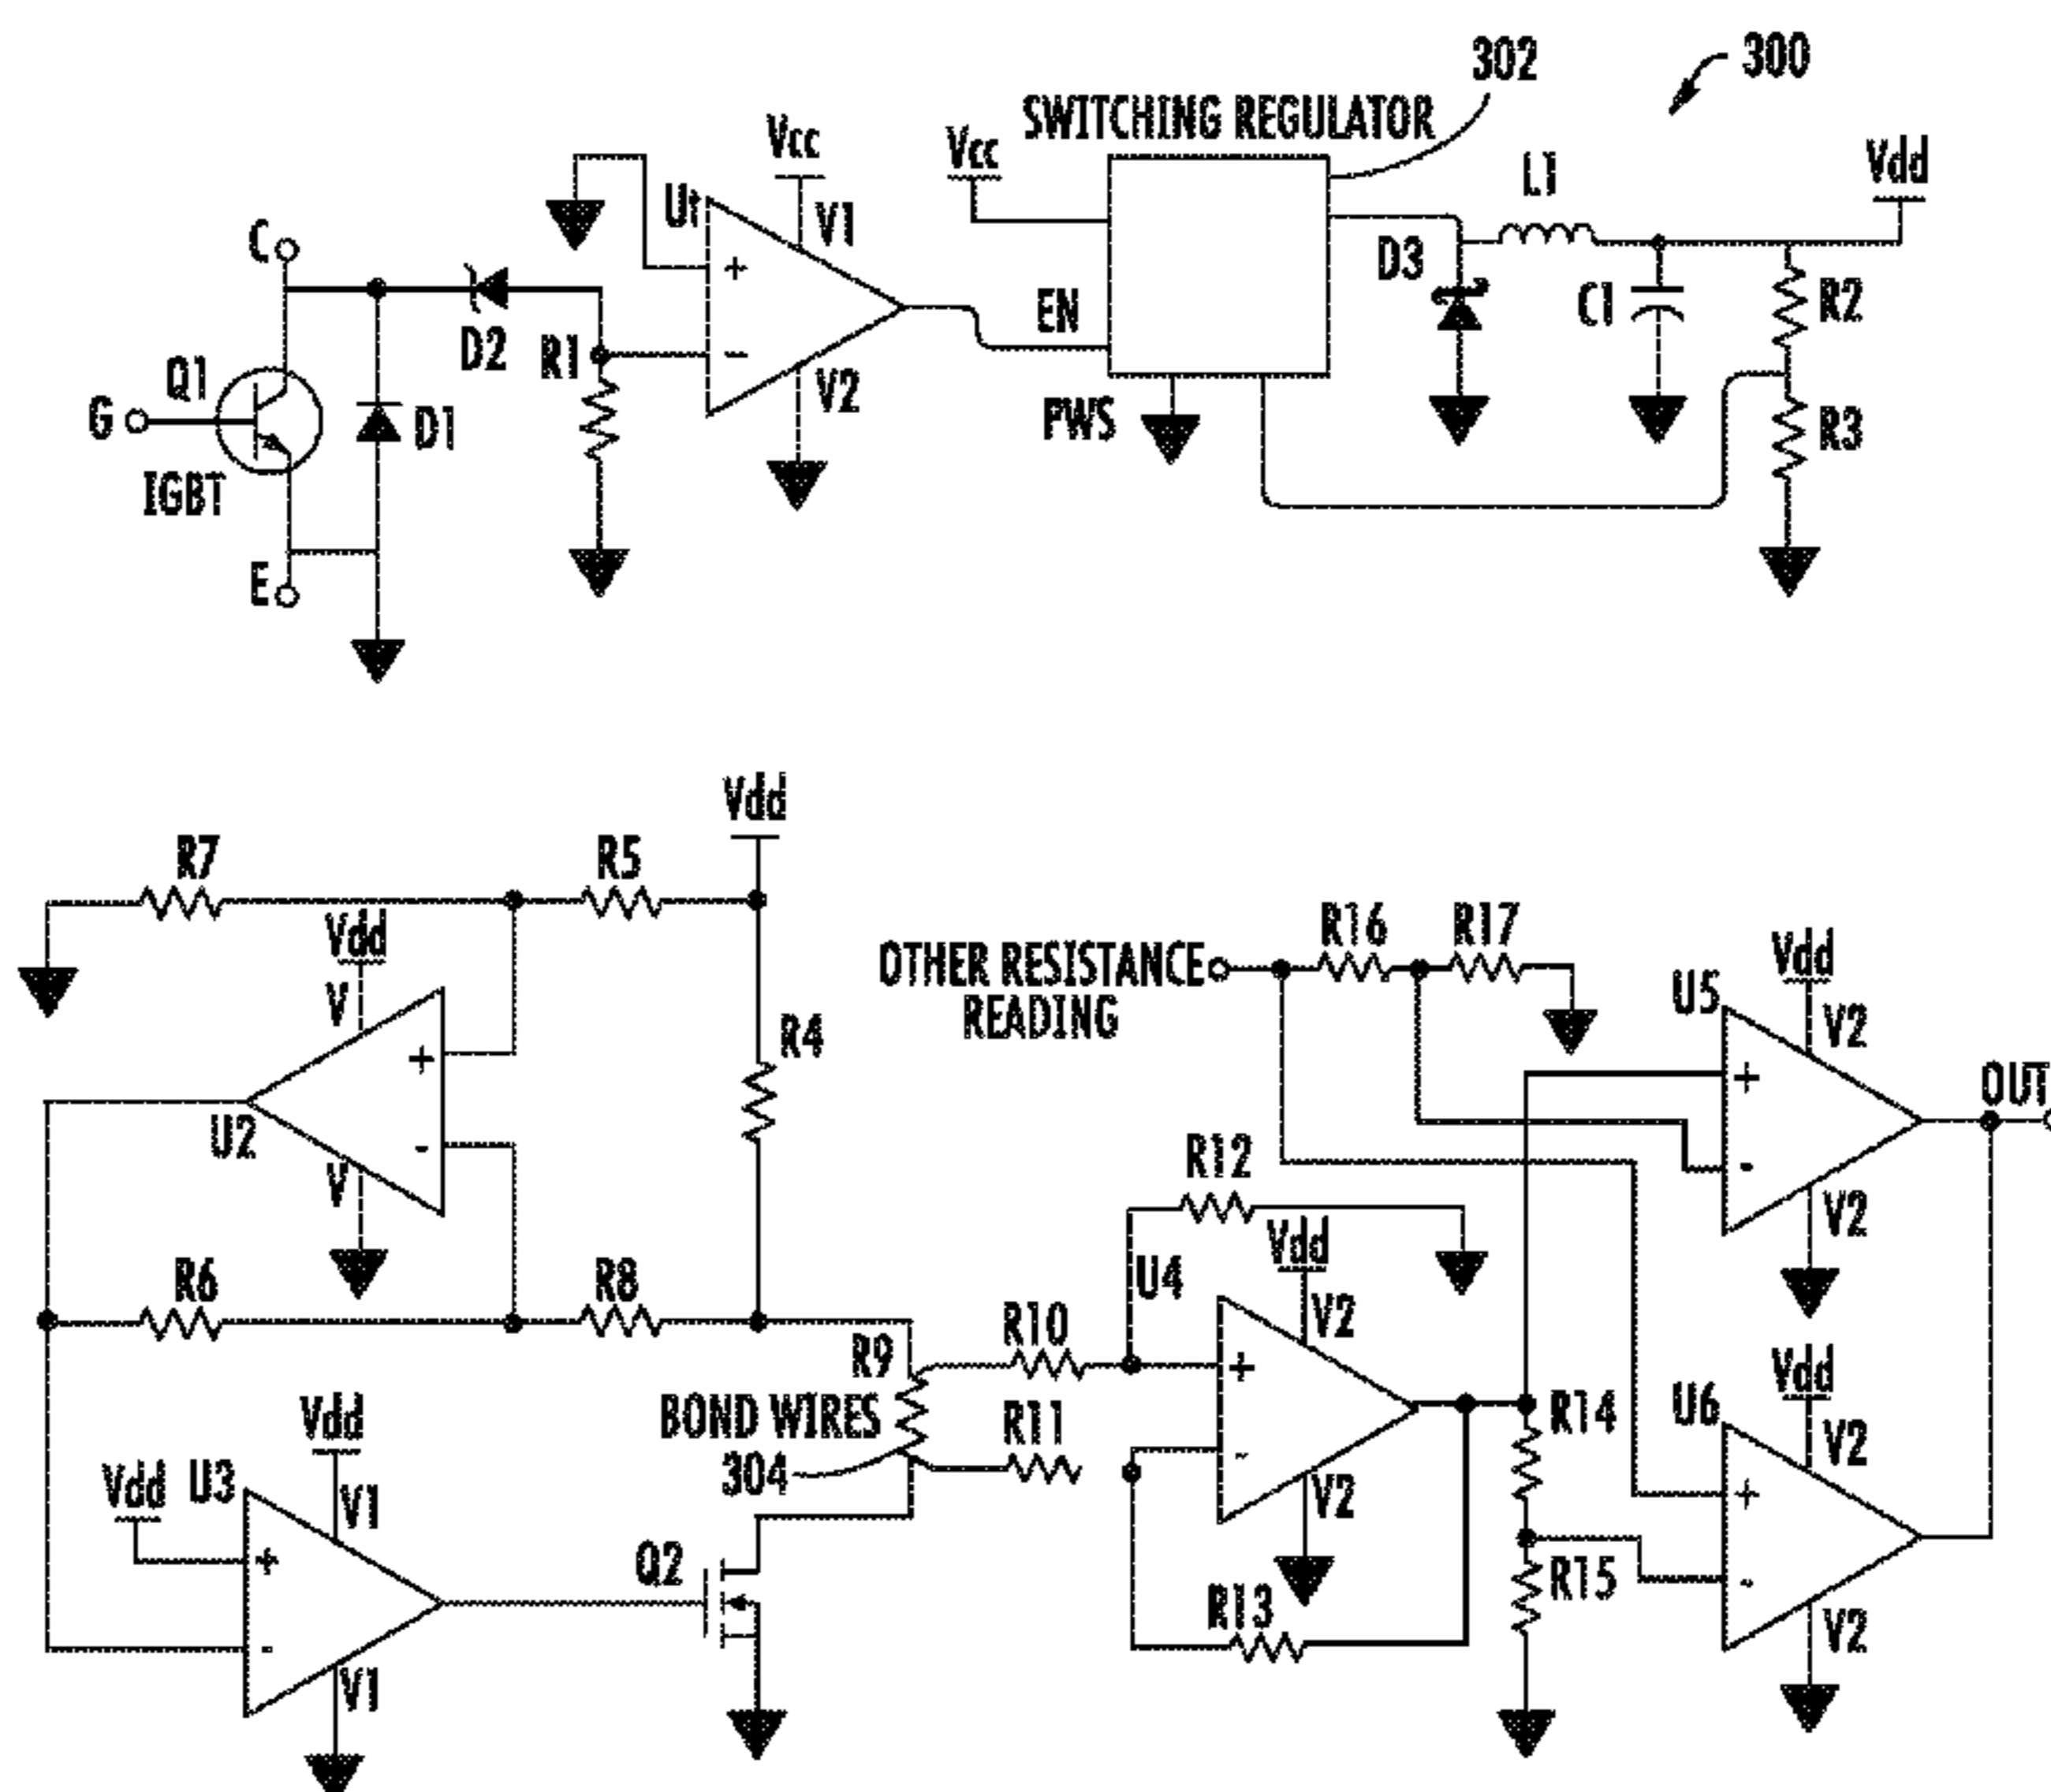 302
300
SWITCHING REGULATOR
Vcc
Vcc
L1
Vdd
Ut
V1
C
D3
EN
C1
R2
D2
R1
Q1
V2
PWS
G
D1
R3
IGBT
E
Vdd
R7
R5
Vdd
R16
R17
OTHER RESISTANCE
READING
Vdd
U5
V
V2
R4
+
+
OUT
U2
-
R12
-
V
V2
Vdd
R6
R8
U4
R10
V2
R9
+
Vdd
Vdd
BOND WIRES
R11
R14
U6
V2
304
-
Vdd
U3
V1
V2
+
+
Q2
R15
-
R13
-
V2
V1
+
-